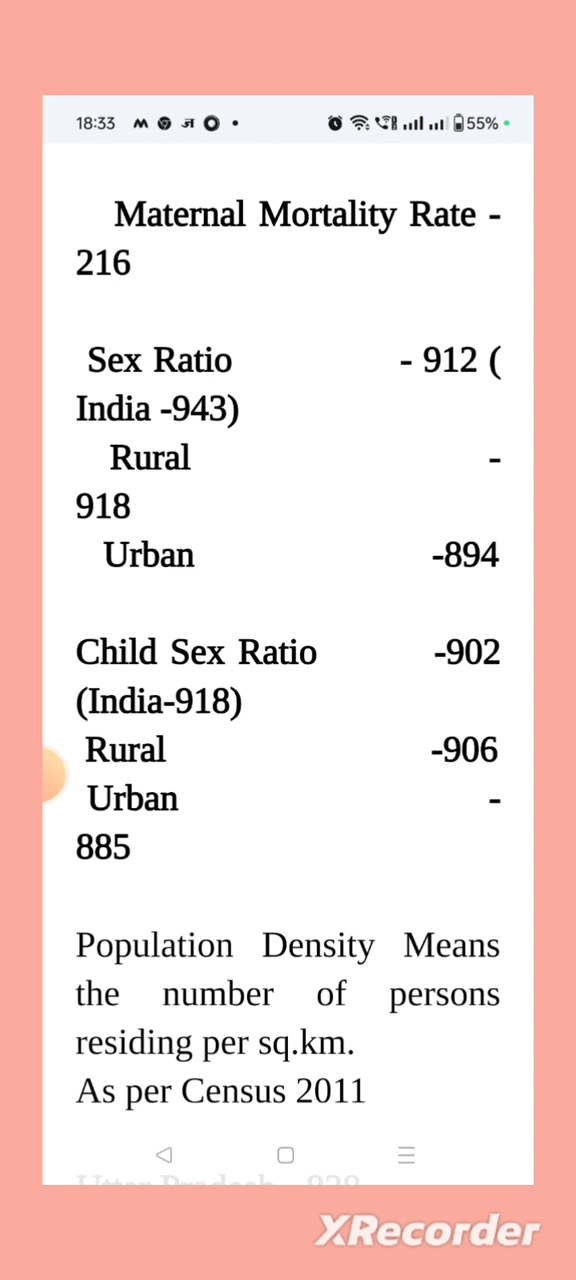 18:33 55%
Maternal Mortality Rate -
216
Sex Ratio - 912 (
India -943)
Rural -
918
Urban -894
Child Sex Ratio -902
(India-918)
Rural -906
Urban -
885
Population Density Means
the number of persons
residing per sq.km.
As per Census 2011
XRecorder